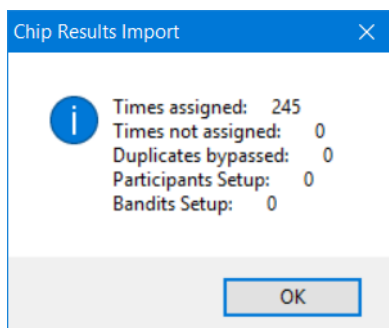 Chip Results Import
Times assigned: 245
Times not assigned: 0
Duplicates bypassed: 0
Participants Setup: 0
Bandits Setup: 0
OK